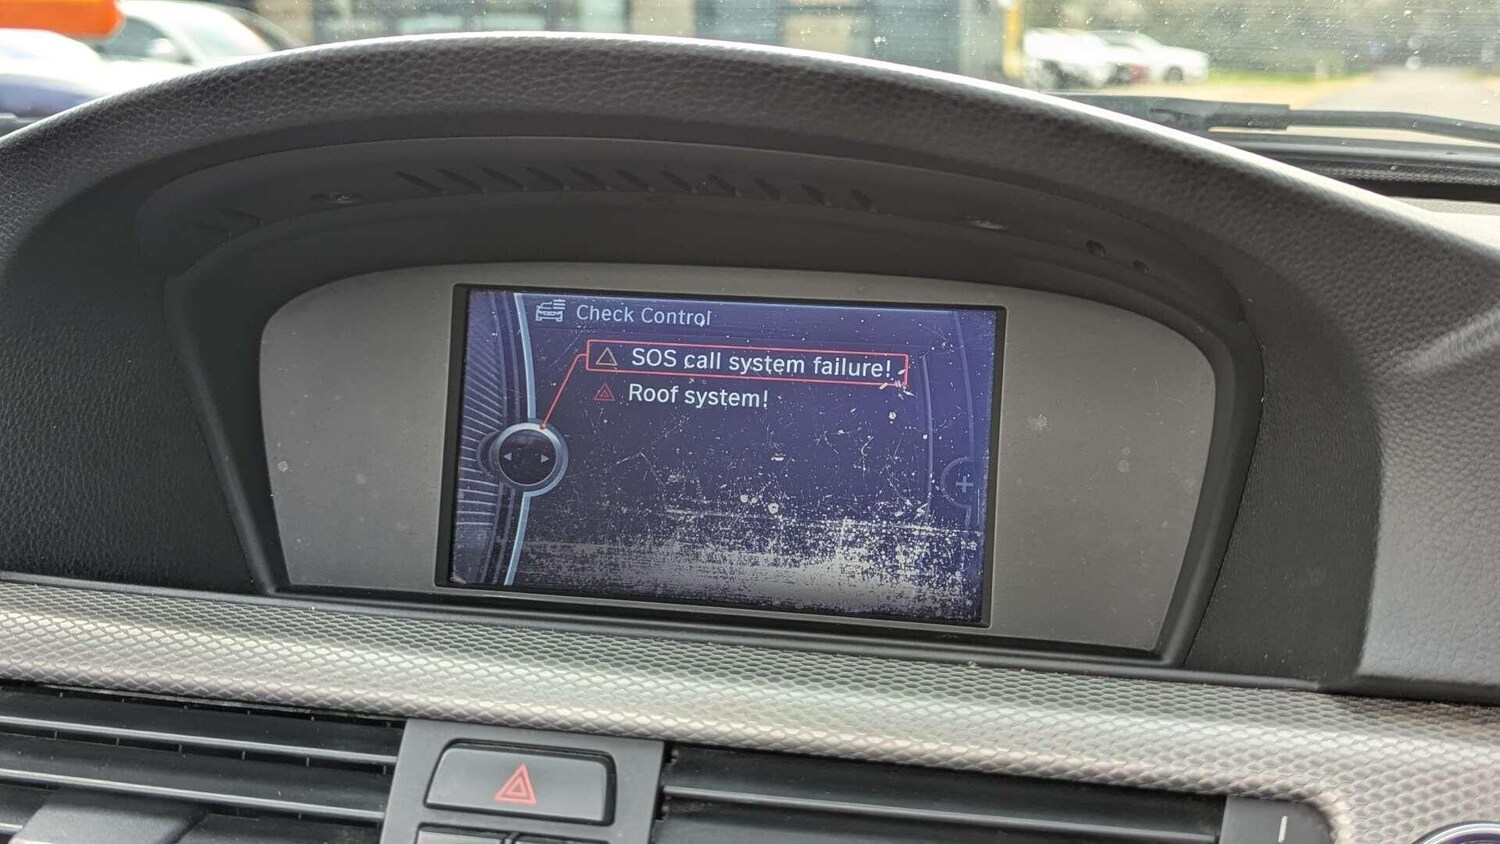 Check Control
SOS call system failure!
Roof system!